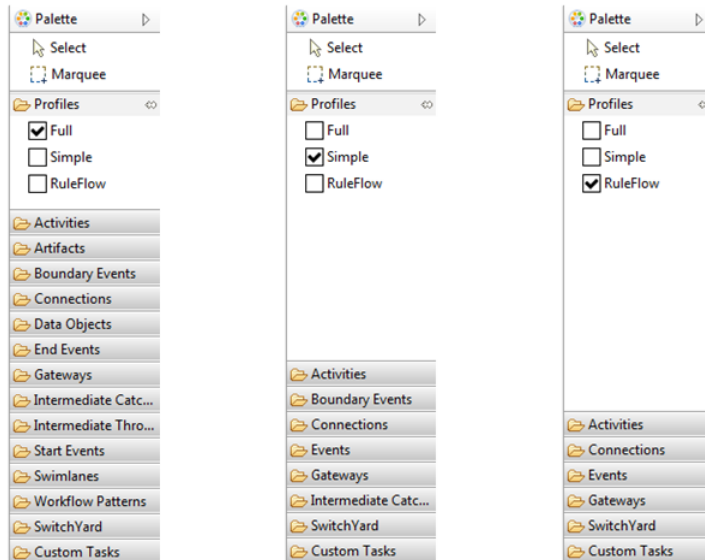 Palette
Select
Marquee
Profiles
Full
Simple
RuleFlow
Activities
Artifacts
Boundary Events
Connections
Data Objects
End Events
Gateways
Intermediate Catc...
Intermediate Thro...
Start Events
Swimlanes
Workflow Patterns
SwitchYard
Custom Tasks
Palette
Select
Marquee
Profiles
Full
Simple
RuleFlow
Activities
Boundary Events
Connections
Events
Gateways
Intermediate Catc...
SwitchYard
Custom Tasks
Palette
Select
Marquee
Profiles
Full
Simple
RuleFlow
Activities
Connections
Events
Gateways
SwitchYard
Custom Tasks